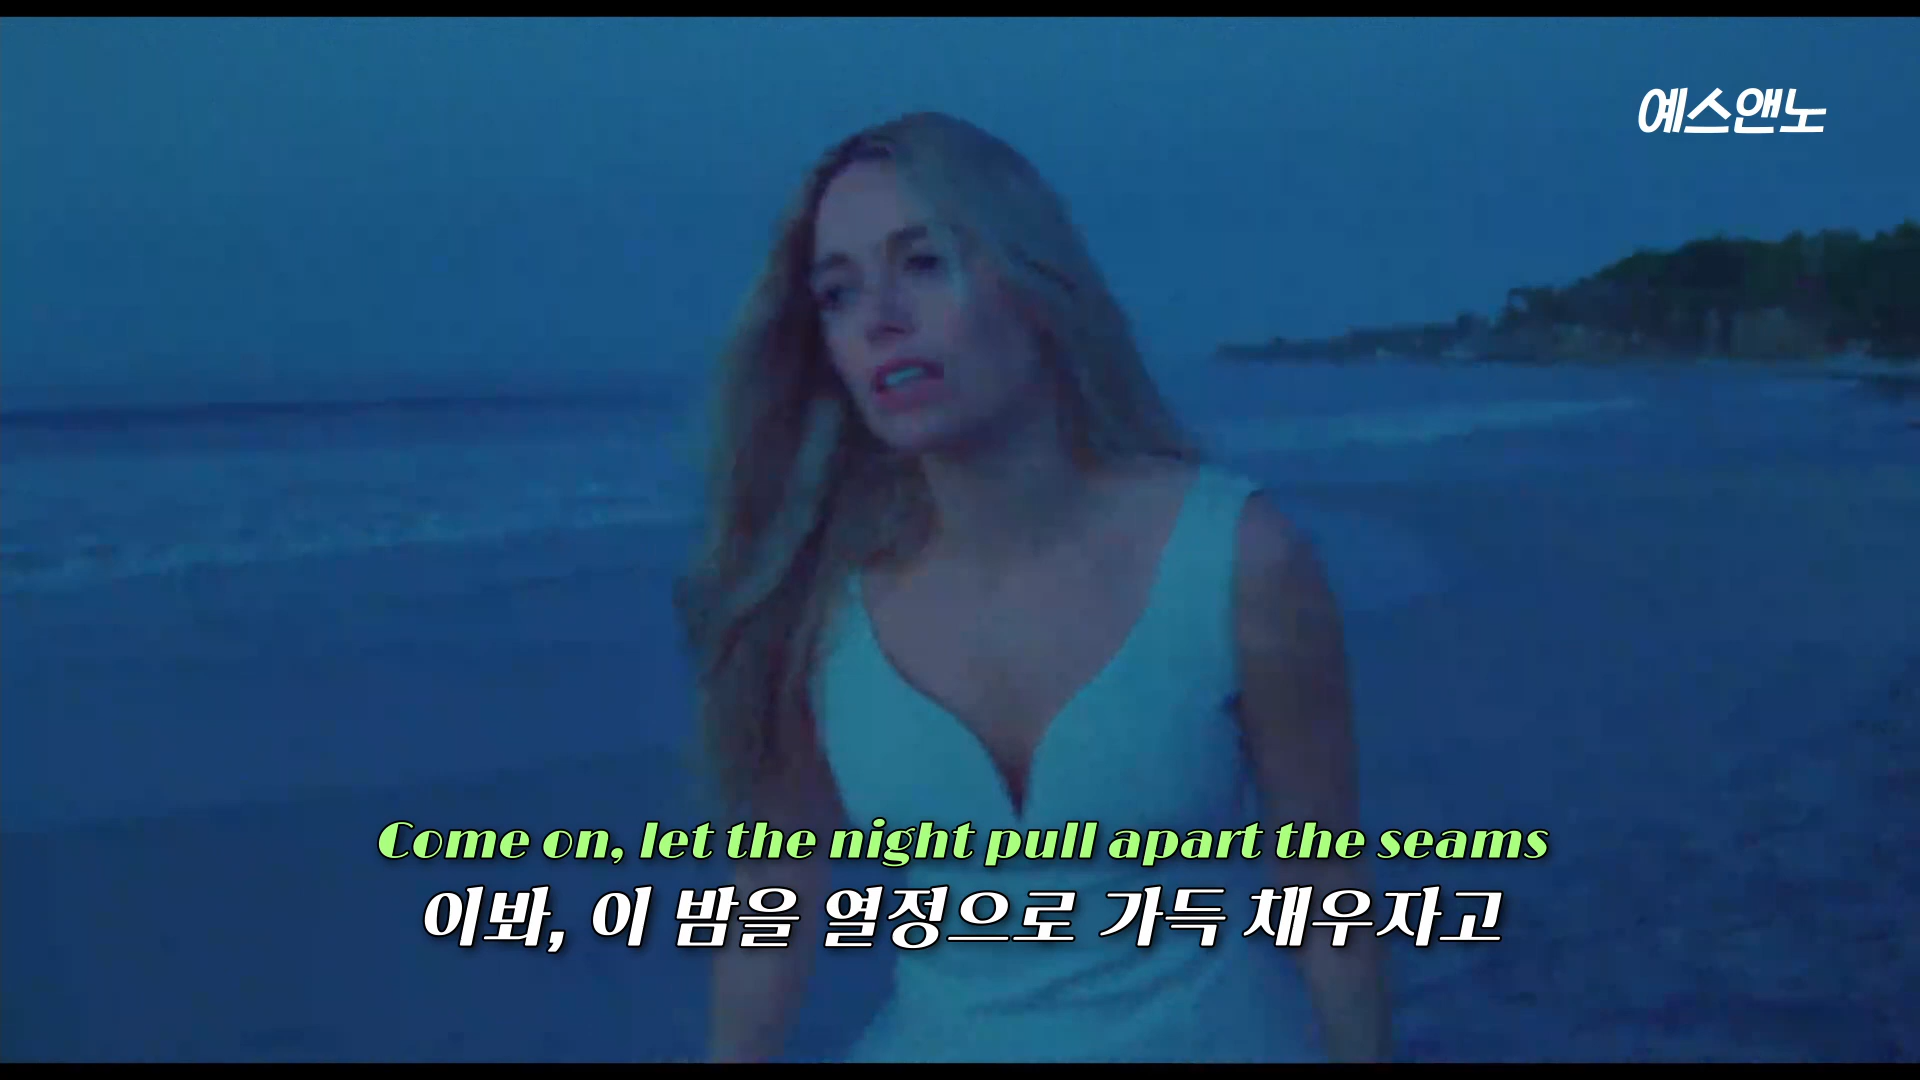 예스앤노
Come on, let the night pull apart the seams
이봐, 이 밤을 열정으로 가득 채우자고